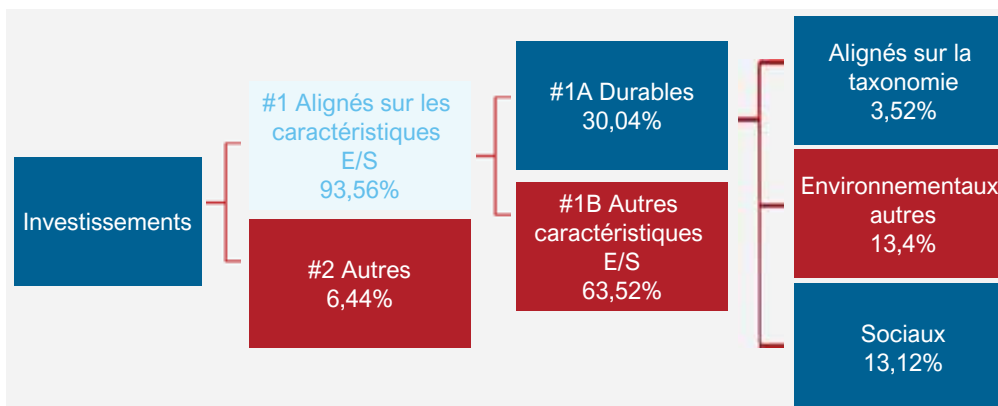 Investissements
#1 Alignés sur les
caractéristiques
E/S
93,56%
#2 Autres
6,44%
#1A Durables
30,04%
#1B Autres
caractéristiques
E/S
63,52%
Alignés sur la
taxonomie
3,52%
Environnementaux
autres
13,4%
Sociaux
13,12%